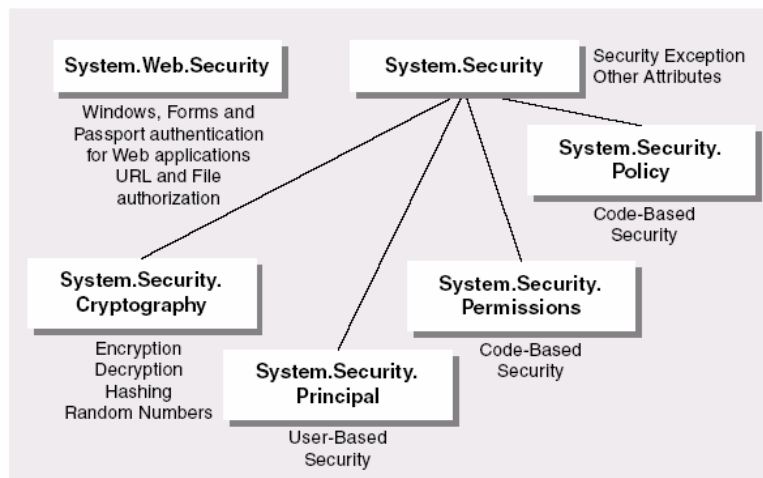 System.Web.Security
Windows, Forms and
Passport authentication
for Web applications
URL and File
authorization
System.Security
Security Exception
Other Attributes
System.Security.
Policy
Code-Based
Security
System.Security.
Cryptography
Encryption
Decryption
Hashing
Random Numbers
System.Security.
Principal
User-Based
Security
System.Security.
Permissions
Code-Based
Security